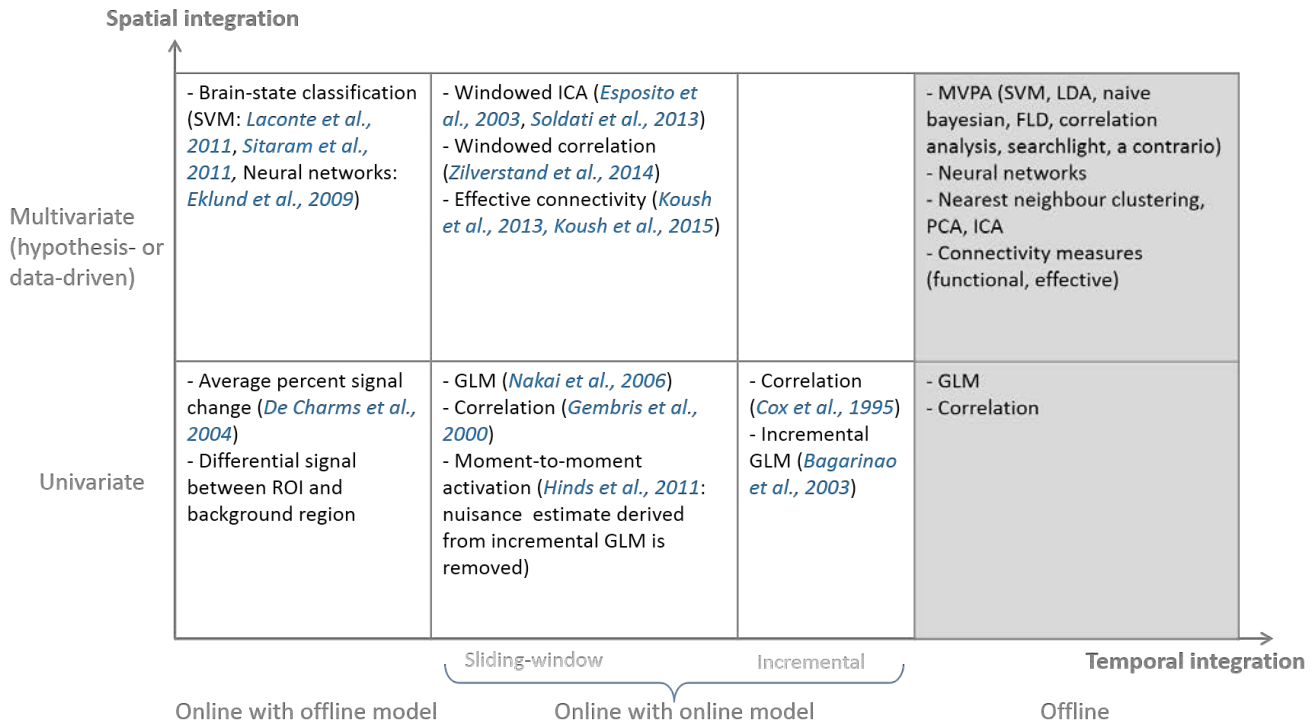 Spatial integration
Multivariate
(hypothesis- or
data-driven)
- Brain-state classification
(SVM: Laconte et al.,
2011, Sitaram et al.,
2011, Neural networks:
Eklund et al., 2009)
- Windowed ICA (Esposito et
al., 2003, Soldati et al., 2013)
- Windowed correlation
(Zilverstand et al., 2014)
- Effective connectivity (Koush
et al., 2013, Koush et al., 2015)
- MVPA (SVM, LDA, naive
bayesian, FLD, correlation
analysis, searchlight, a contrario)
- Neural networks
- Nearest neighbour clustering,
PCA, ICA
- Connectivity measures
(functional, effective)
Univariate
- Average percent signal
change (De Charms et al.,
2004)
- Differential signal
between ROI and
background region
- GLM (Nakai et al., 2006)
- Correlation (Gembris et al.,
2000)
- Moment-to-moment
activation (Hinds et al., 2011:
nuisance estimate derived
from incremental GLM is
removed)
- Correlation
(Cox et al., 1995)
- Incremental
GLM (Bagarinao
et al., 2003)
- GLM
- Correlation
Sliding-window
Incremental
Temporal integration
Online with offline model
Online with online model
Offline